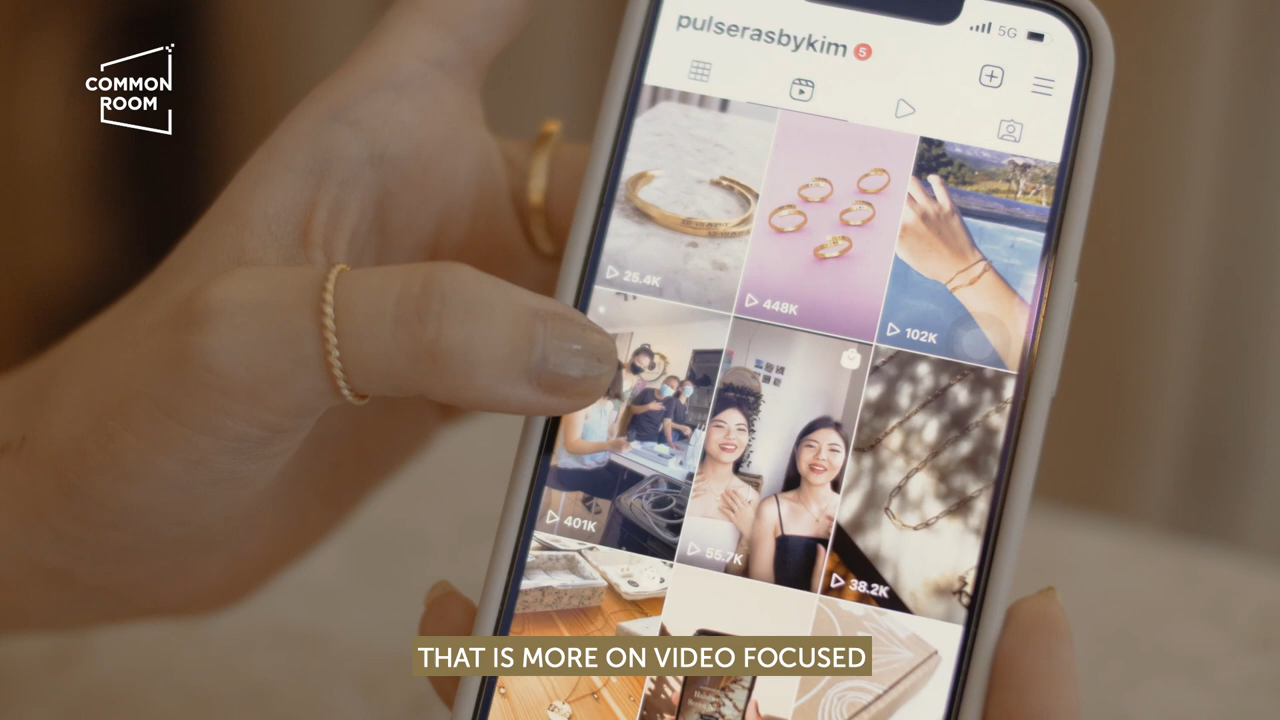 COMMON
ROOM
pulserasbykim 5
5G
25.4K
448K
102K
401K
55.7K
38.2K
THAT IS MORE ON VIDEO FOCUSED